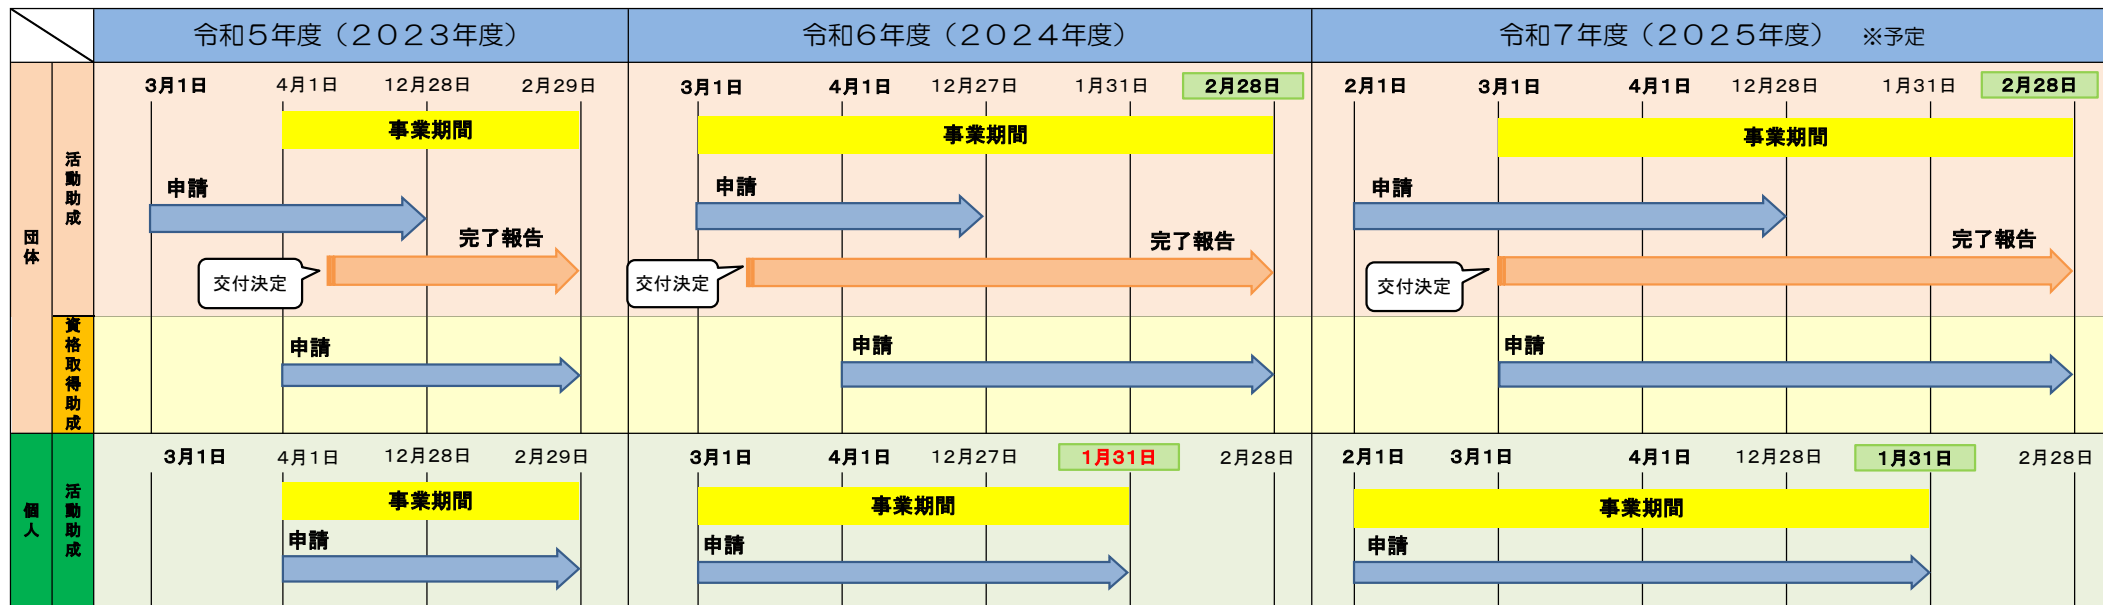 令和５年度（２０２３年度）
令和６年度（２０２４年度）
令和７年度（２０２５年度）　※予定
団体
活動助成
3月1日 4月1日 12月28日 2月29日
事業期間
申請
完了報告
交付決定
3月1日 4月1日 12月27日 1月31日 2月28日
事業期間
申請
完了報告
交付決定
2月1日 3月1日 4月1日 12月28日 1月31日 2月28日
事業期間
申請
完了報告
交付決定
資格取得助成
申請
申請
申請
個人
活動助成
3月1日 4月1日 12月28日 2月29日
事業期間
申請
3月1日 4月1日 12月27日 1月31日 2月28日
事業期間
申請
2月1日 3月1日 4月1日 12月28日 1月31日 2月28日
事業期間
申請